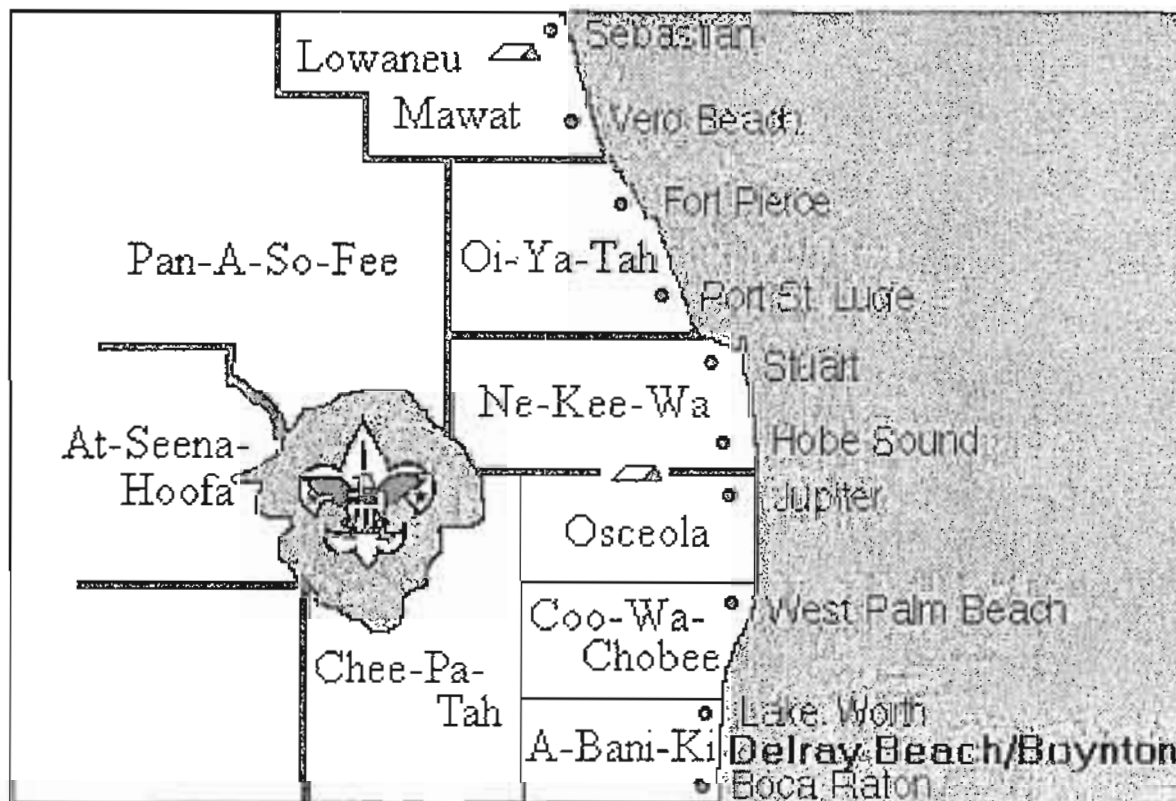 Sebastian
Lowaneu
Mawat
Vero Beach
Fort Pierce
Pan-A-So-Fee
Oi-Ya-Tah
Port St. Lucie
Stuart
Ne-Kee-Wa
Hobe Sound
At-Seena-
Hoofa
Jupiter
Osceola
West Palm Beach
Coo-Wa-
Chobee
Chee-Pa-
Tah
Lake Worth
A-Bani-Ki
Delray Beach/Boynton
Boca Raton